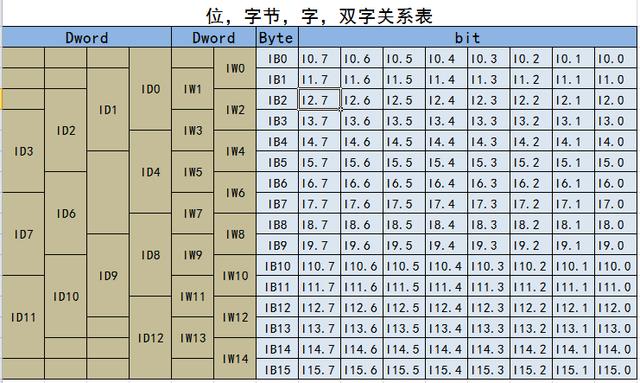 位，字节，字，双字关系表
Dword Dword Byte bit
ID0 IW0 IB0 I0.7 I0.6 I0.5 I0.4 I0.3 I0.2 I0.1 I0.0
ID1 IW1 IB1 I1.7 I1.6 I1.5 I1.4 I1.3 I1.2 I1.1 I1.0
ID2 IW2 IB2 I2.7 I2.6 I2.5 I2.4 I2.3 I2.2 I2.1 I2.0
ID3 IW3 IB3 I3.7 I3.6 I3.5 I3.4 I3.3 I3.2 I3.1 I3.0
ID4 IW4 IB4 I4.7 I4.6 I4.5 I4.4 I4.3 I4.2 I4.1 I4.0
IW5 IB5 I5.7 I5.6 I5.5 I5.4 I5.3 I5.2 I5.1 I5.0
ID6 IW6 IB6 I6.7 I6.6 I6.5 I6.4 I6.3 I6.2 I6.1 I6.0
ID7 IW7 IB7 I7.7 I7.6 I7.5 I7.4 I7.3 I7.2 I7.1 I7.0
ID8 IW8 IB8 I8.7 I8.6 I8.5 I8.4 I8.3 I8.2 I8.1 I8.0
ID9 IW9 IB9 I9.7 I9.6 I9.5 I9.4 I9.3 I9.2 I9.1 I9.0
ID10 IW10 IB10 I10.7 I10.6 I10.5 I10.4 I10.3 I10.2 I10.1 I10.0
ID11 IW11 IB11 I11.7 I11.6 I11.5 I11.4 I11.3 I11.2 I11.1 I11.0
ID12 IW12 IB12 I12.7 I12.6 I12.5 I12.4 I12.3 I12.2 I12.1 I12.0
IW13 IB13 I13.7 I13.6 I13.5 I13.4 I13.3 I13.2 I13.1 I13.0
IW14 IB14 I14.7 I14.6 I14.5 I14.4 I14.3 I14.2 I14.1 I14.0
IB15 I15.7 I15.6 I15.5 I15.4 I15.3 I15.2 I15.1 I15.0